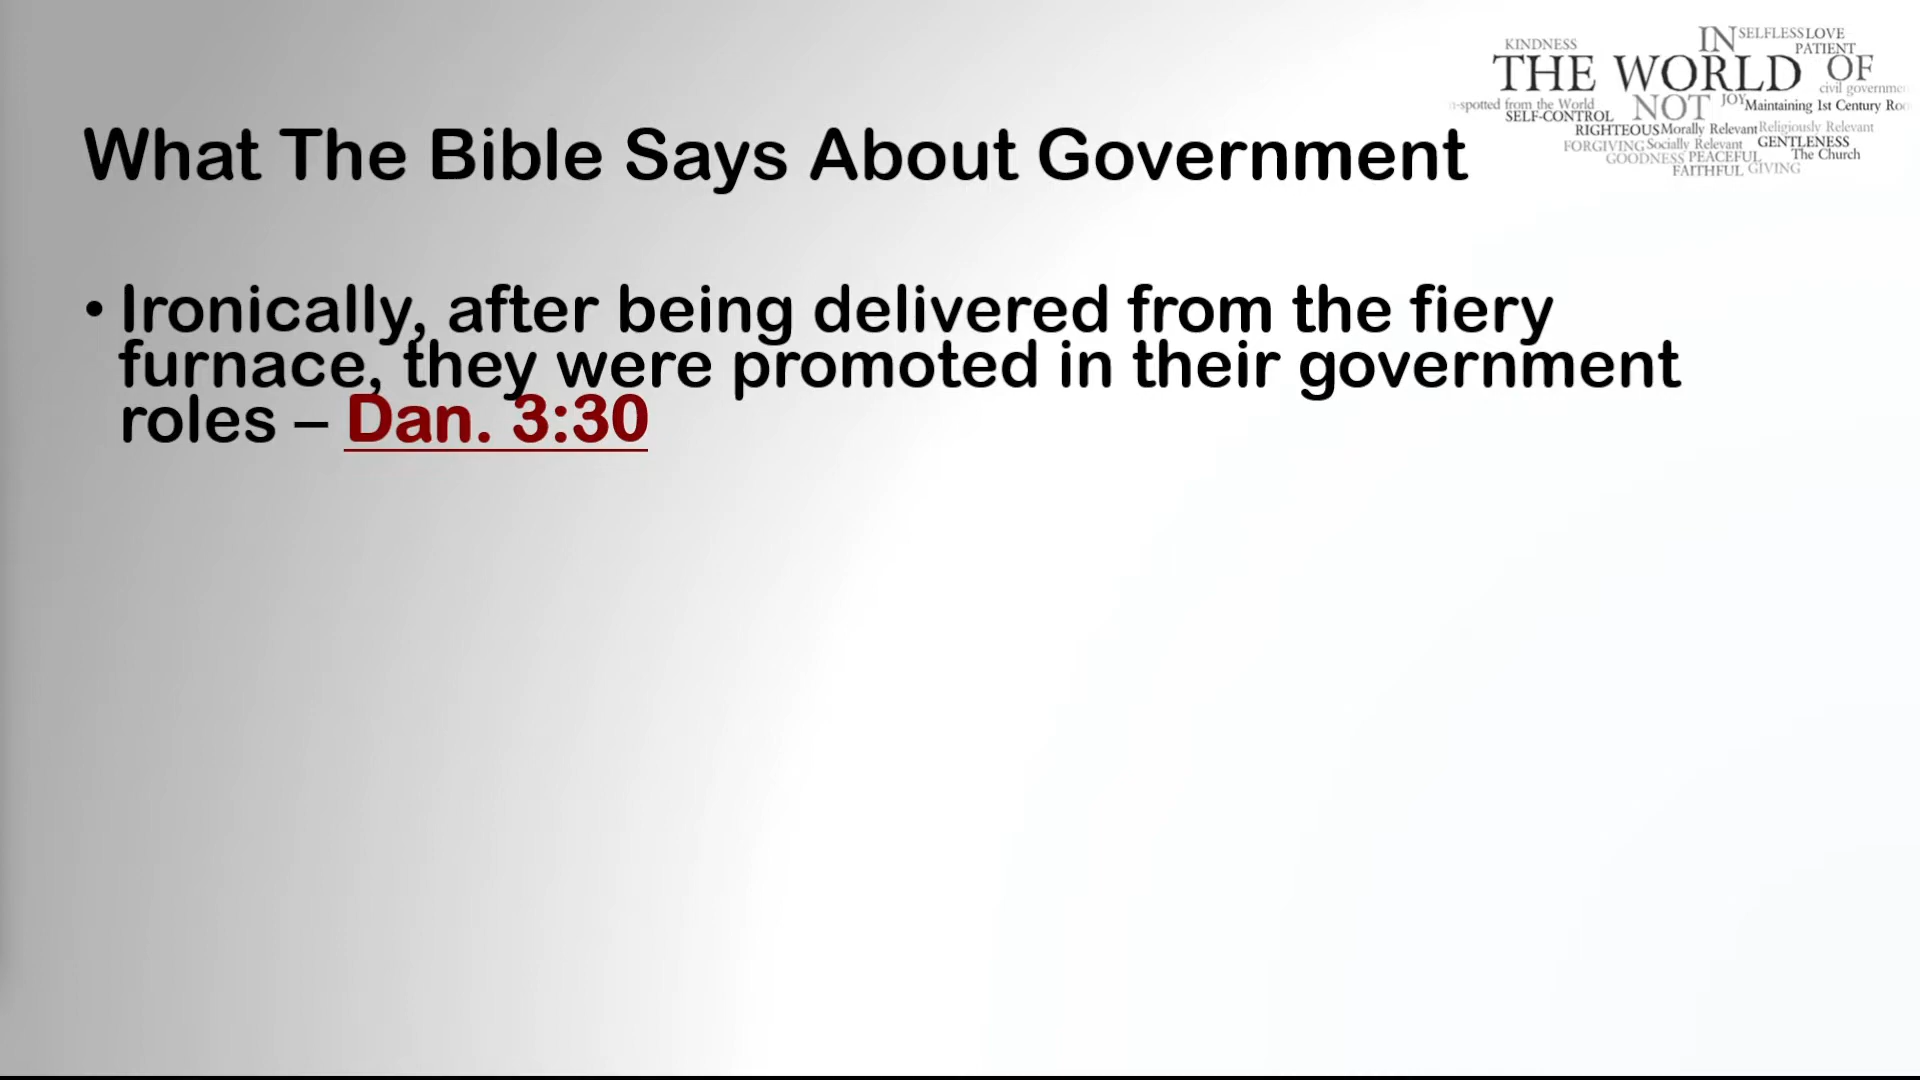 What The Bible Says About Government
• Ironically, after being delivered from the fiery
furnace, they were promoted in their government
roles – Dan. 3:30
KINDNESS IN SELFLESS LOVE
PATIENT
THE WORLD OF
civil
-spotted from the World NOT JOY Maintaining 1st Century
SELF-CONTROL
RIGHTEOUS Morally Relevant Religiously Relevant
FORGIVING Socially Relevant GENTLENESS
GOODNESS PEACEFUL The Church
FAITHFUL GIVING